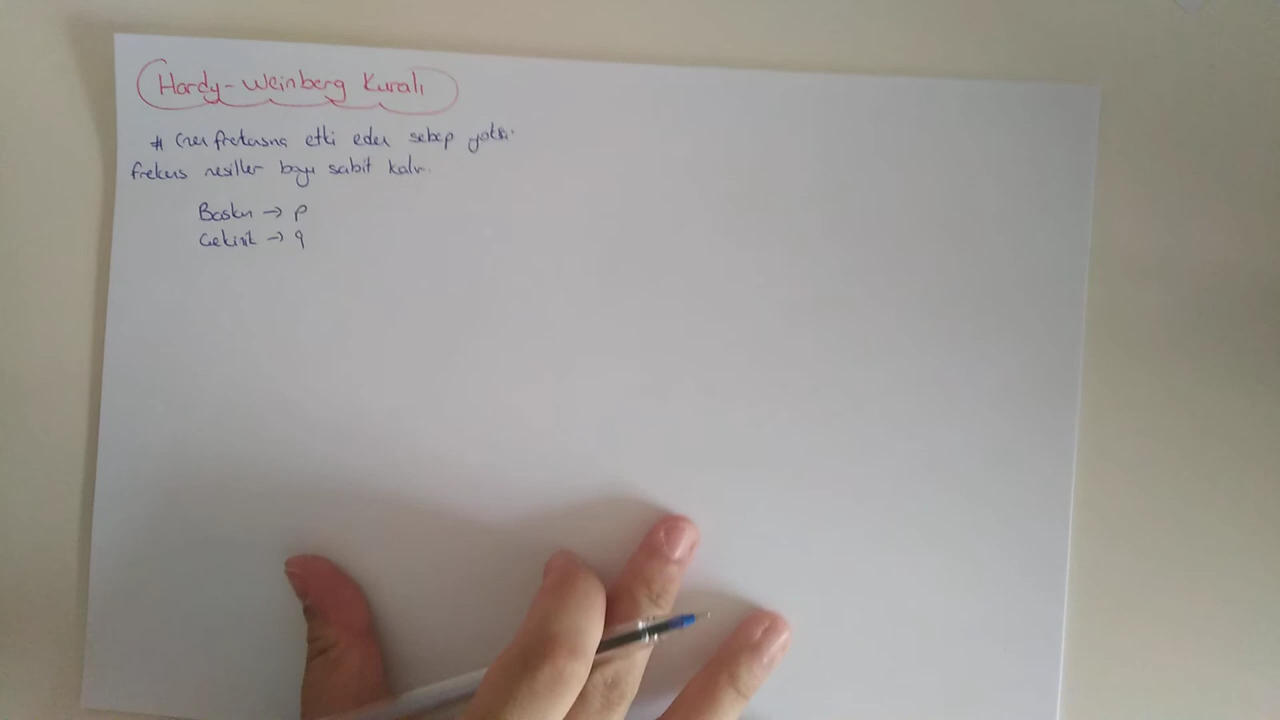 Hardy-Weinberg Kuralı
* Gen frekansına etki eden sebep yoksa
frekans nesiller boyu sabit kalır.
Baskın → p
Çekinik → q